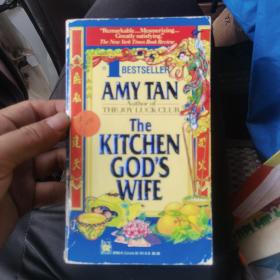 "Remarkable...Mesmerizing...
Greatly satisfying."
The New York Times Book Review
1 BESTSELLER
AMY TAN
Author of
THE JOY LUCK CLUB
The
KITCHEN
GOD'S
WIFE